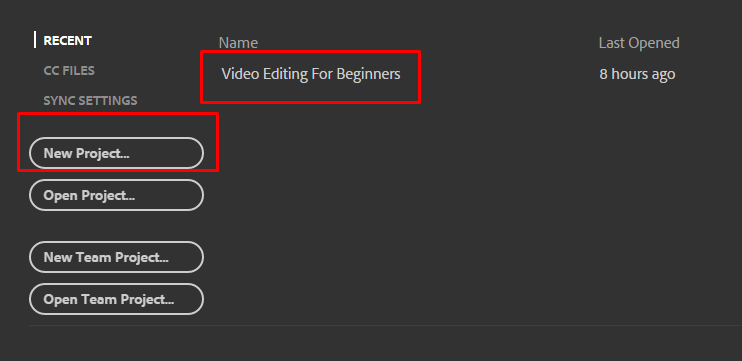 RECENT
CC FILES
SYNC SETTINGS
New Project...
Open Project...
New Team Project...
Open Team Project...
Name
Last Opened
Video Editing For Beginners
8 hours ago